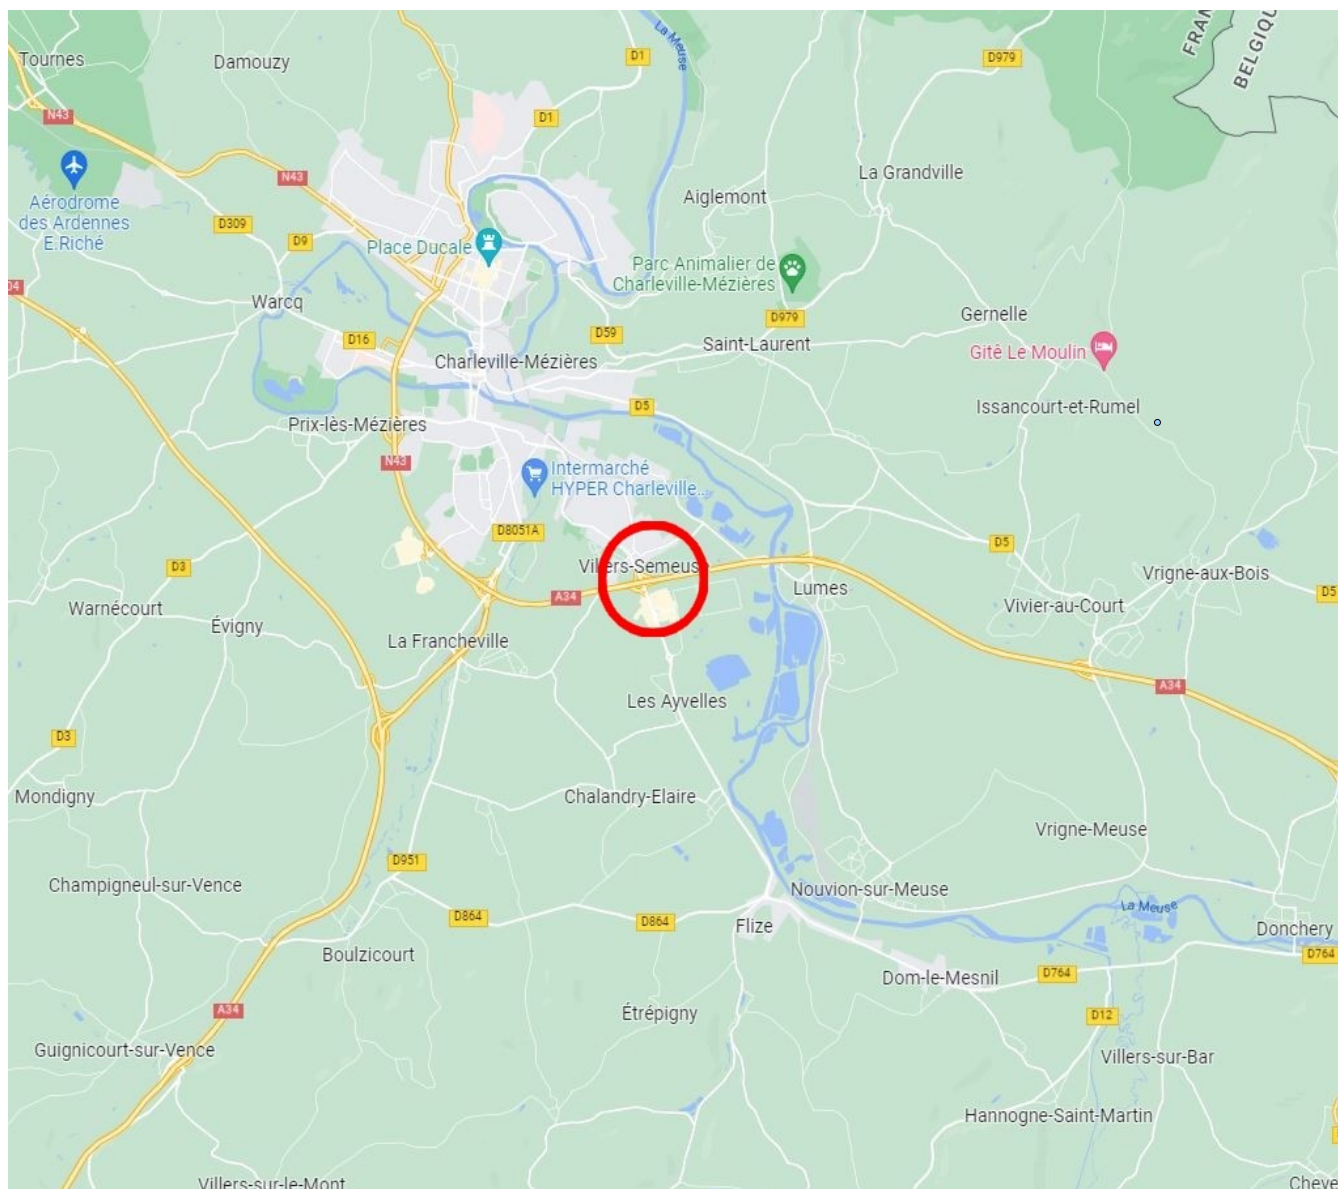 La Meuse
FRAN
BELGIQU
Tournes
Damouzy
D1
D979
N43
D1
La Grandville
N43
Aiglemont
Aérodrome
des Ardennes
E.Riché
D309
D9
Place Ducale
Parc Animalier de
Charleville-Mézières
04
Warcq
D979
Gernelle
D59
D16
Saint-Laurent
Gîte Le Moulin
Charleville-Mézières
D5
Issancourt-et-Rumel
Prix-lès-Mézières
N43
Intermarché
HYPER Charleville...
D8051A
D5
D3
Villers-Semeuse
Vrigne-aux-Bois
A34
Lumes
D5
Warnécourt
Vivier-au-Court
Évigny
La Francheville
A34
Les Ayvelles
D3
Mondigny
Chalandry-Elaire
Vrigne-Meuse
D951
Champigneul-sur-Vence
Nouvion-sur-Meuse
La Meuse
D864
D864
Flize
Donchery
Boulzicourt
D764
Dom-le-Mesnil
D764
A34
Étrépigny
D12
Guignicourt-sur-Vence
Villers-sur-Bar
Hannogne-Saint-Martin
Villers-sur-le-Mont
Cheve